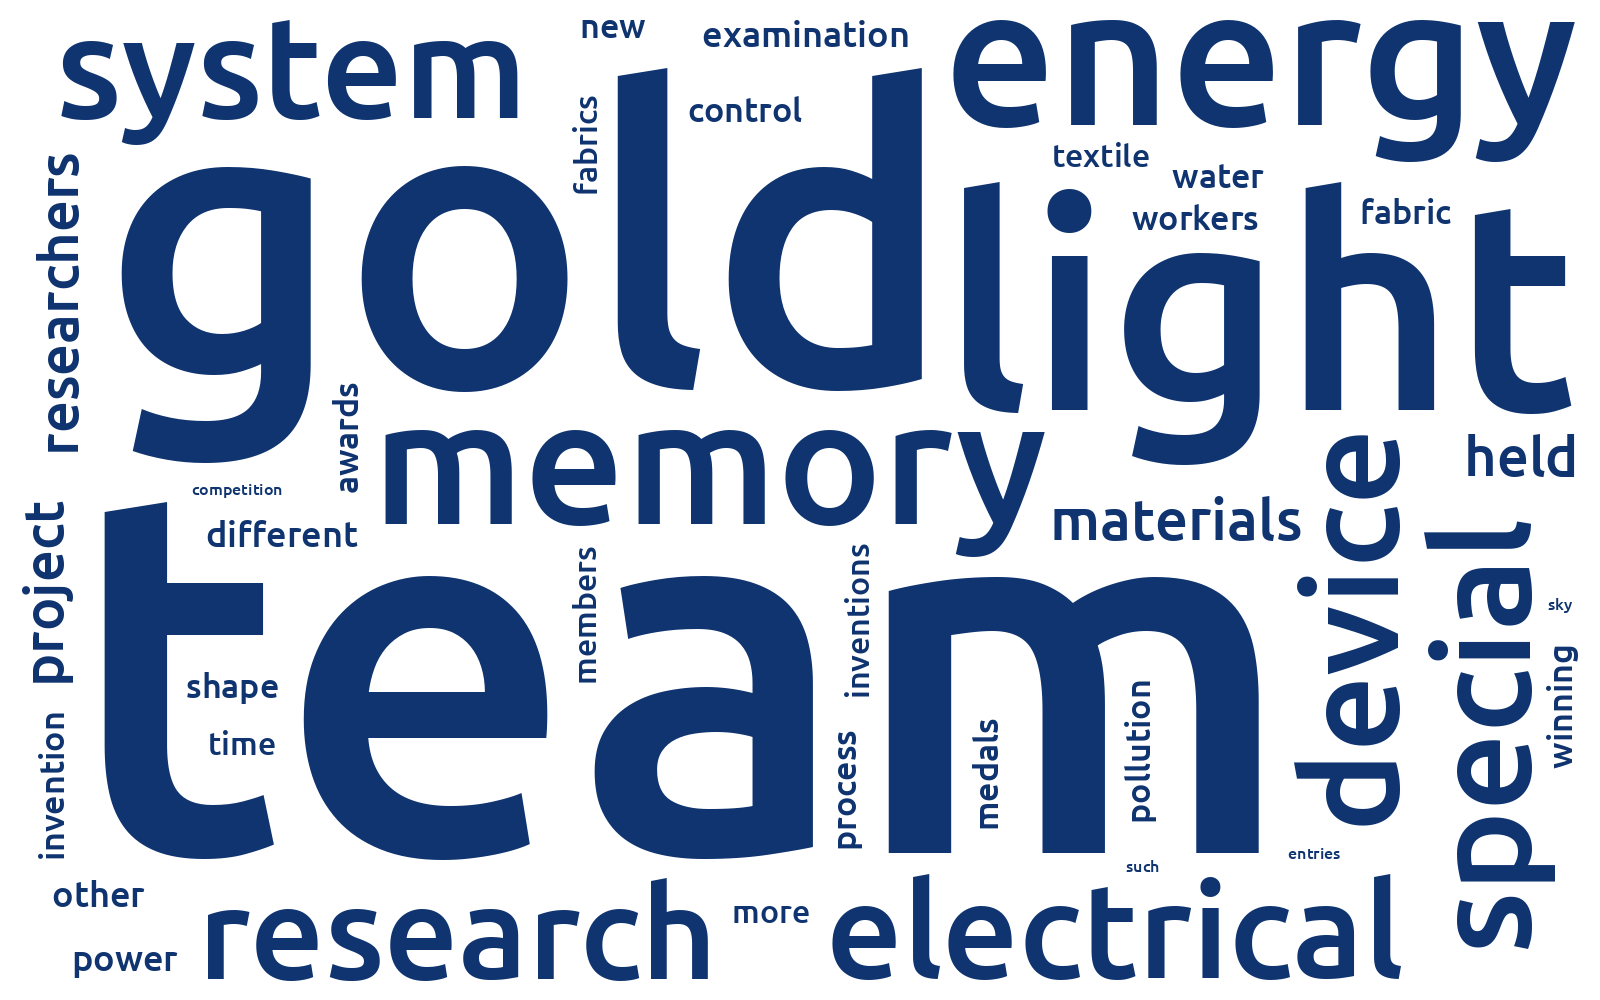 system
new
examination
energy
fabrics
control
textile
water
workers
fabric
researchers
gold
light
awards
memory
held
competition
different
materials
project
team
members
inventions
device
special
sky
shape
time
winning
invention
process
medals
pollution
such
entries
other
power
research
more
electrical